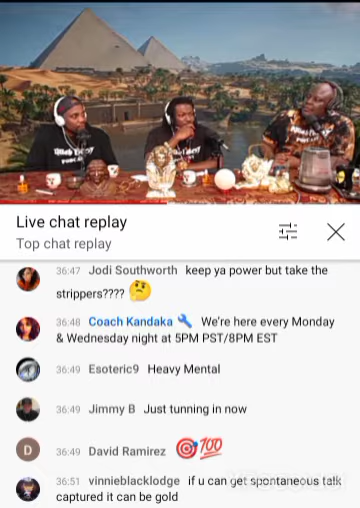 Live chat replay
Top chat replay
36:47 Jodi Southworth keep ya power but take the
strippers???? 🤔
36:48 Coach Kandaka 🔧 We're here every Monday
& Wednesday night at 5PM PST/8PM EST
36:49 Esoteric9 Heavy Mental
36:49 Jimmy B Just tunning in now
D 36:49 David Ramirez 🎯💯
36:51 vinnieblacklodge if u can get spontaneous talk
captured it can be gold